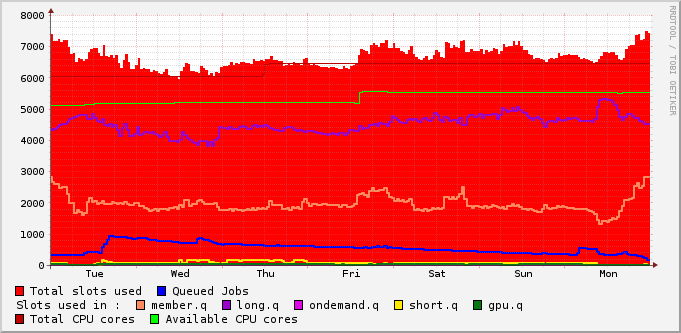 8000
7000
6000
5000
4000
3000
2000
1000
0
Tue Wed Thu Fri Sat Sun Mon
RRDTOOL / TOBI OETIKER
Total slots used Queued Jobs
Slots used in : member.q long.q ondemand.q short.q gpu.q
Total CPU cores Available CPU cores